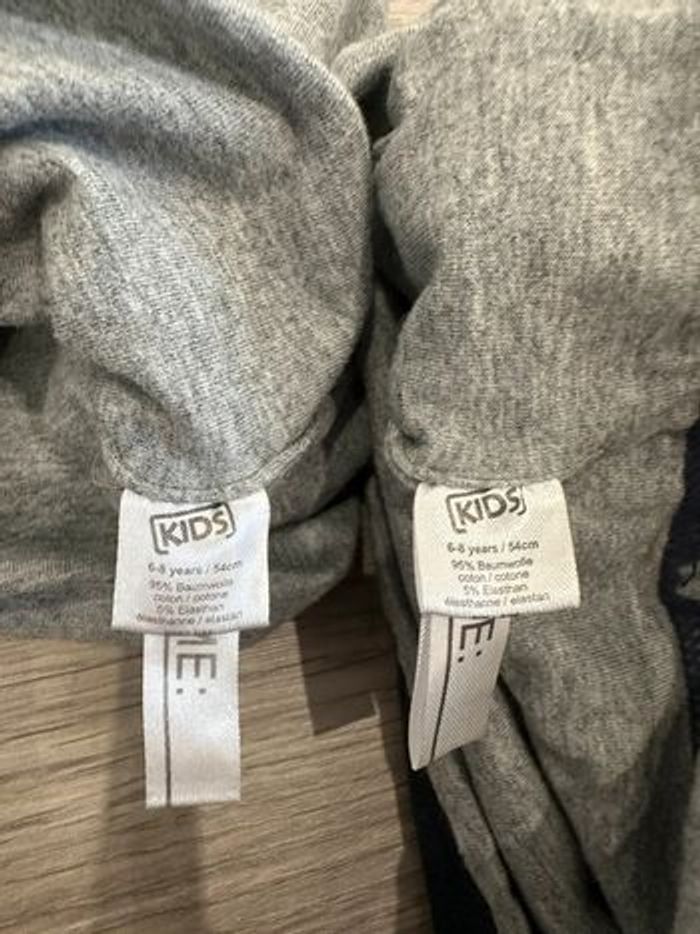 KIDS
6-8 years / 54cm
95% Baumwolle
coton / cotone
5% Elasthan
élasthanne / elastan
E:
KIDS
6-8 years / 54cm
95% Baumwolle
coton / cotone
5% Elasthan
élasthanne / elastan
E: